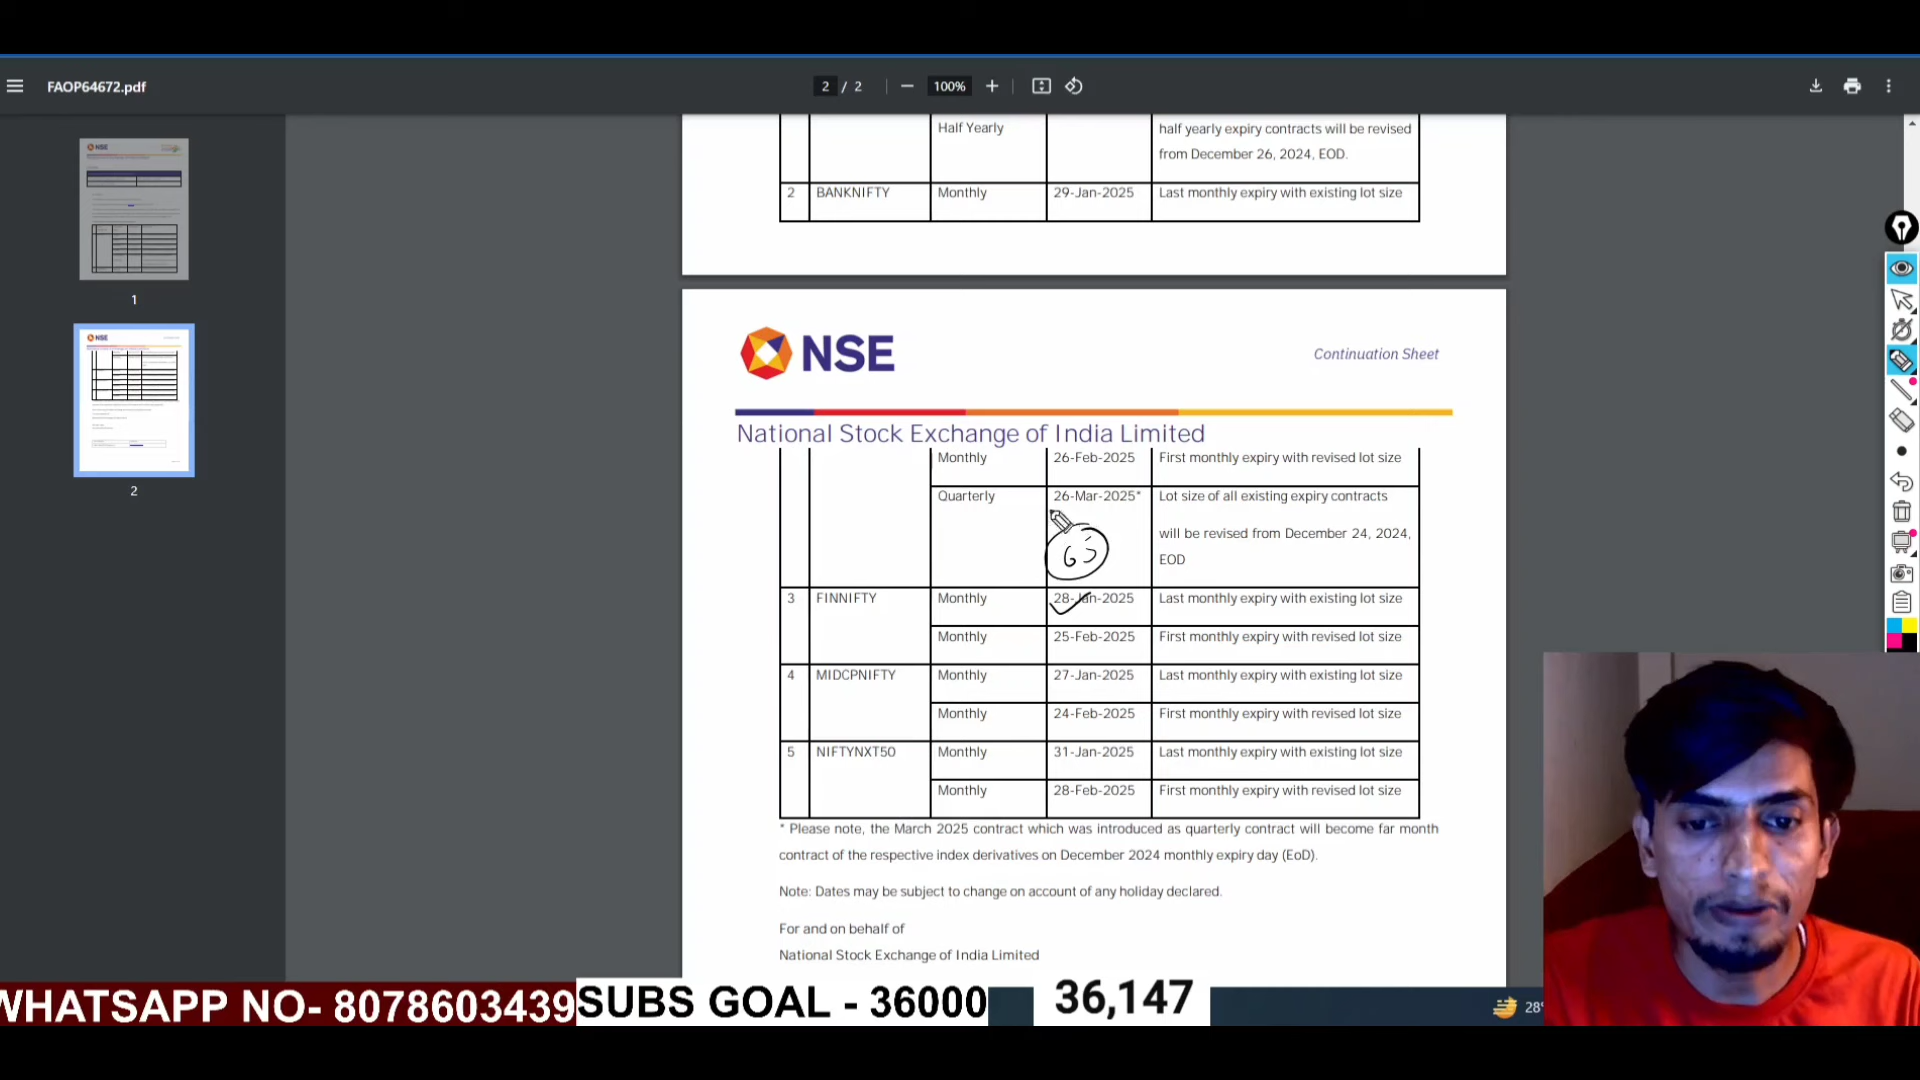 FAOP64672.pdf
2 / 2
100%
Half Yearly
half yearly expiry contracts will be revised
from December 26, 2024, EOD.
2 BANKNIFTY Monthly 29-Jan-2025 Last monthly expiry with existing lot size
NSE
Continuation Sheet
National Stock Exchange of India Limited
Monthly 26-Feb-2025 First monthly expiry with revised lot size
Quarterly 26-Mar-2025* Lot size of all existing expiry contracts
will be revised from December 24, 2024,
EOD
65
3 FINNIFTY Monthly 28-Jan-2025 Last monthly expiry with existing lot size
Monthly 25-Feb-2025 First monthly expiry with revised lot size
4 MIDCPNIFTY Monthly 27-Jan-2025 Last monthly expiry with existing lot size
Monthly 24-Feb-2025 First monthly expiry with revised lot size
5 NIFTYNXT50 Monthly 31-Jan-2025 Last monthly expiry with existing lot size
Monthly 28-Feb-2025 First monthly expiry with revised lot size
* Please note, the March 2025 contract which was introduced as quarterly contract will become far month
contract of the respective index derivatives on December 2024 monthly expiry day (EoD).
Note: Dates may be subject to change on account of any holiday declared.
For and on behalf of
National Stock Exchange of India Limited
NSE
1
NSE
2
WHATSAPP NO- 8078603439
SUBS GOAL - 36000
36,147
28°